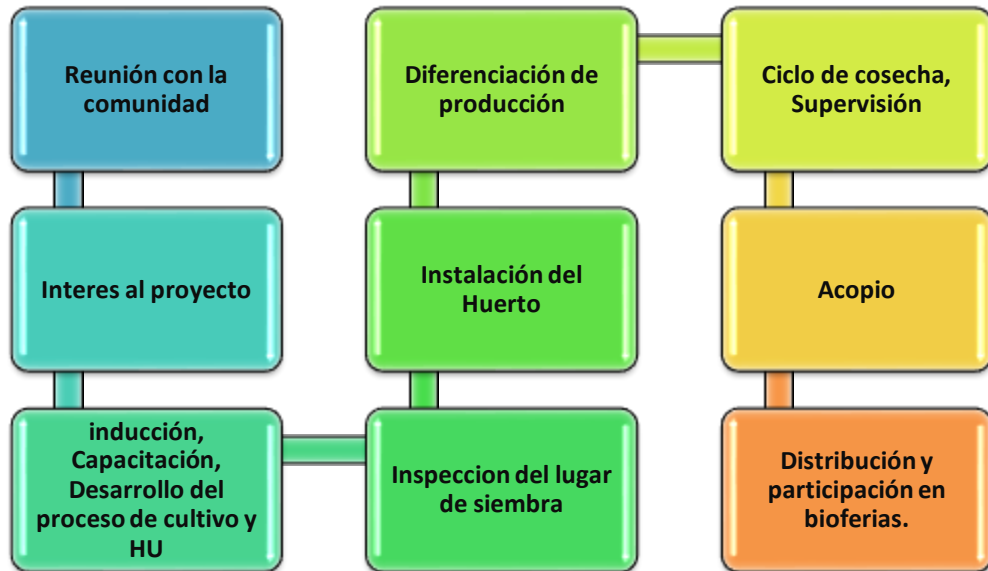 Reunión con la
comunidad
Interes al proyecto
inducción,
Capacitación,
Desarrollo del
proceso de cultivo y
HU
Inspeccion del lugar
de siembra
Instalación del
Huerto
Diferenciación de
producción
Ciclo de cosecha,
Supervisión
Acopio
Distribución y
participación en
bioferias.